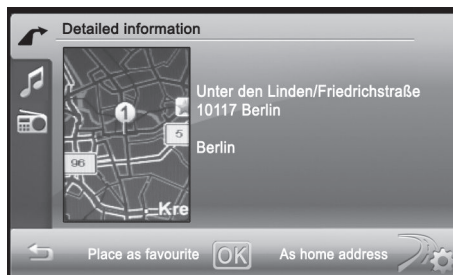 Detailed information
Unter den Linden/Friedrichstraße
10117 Berlin
1
5
Berlin
96
Kre
Place as favourite OK As home address